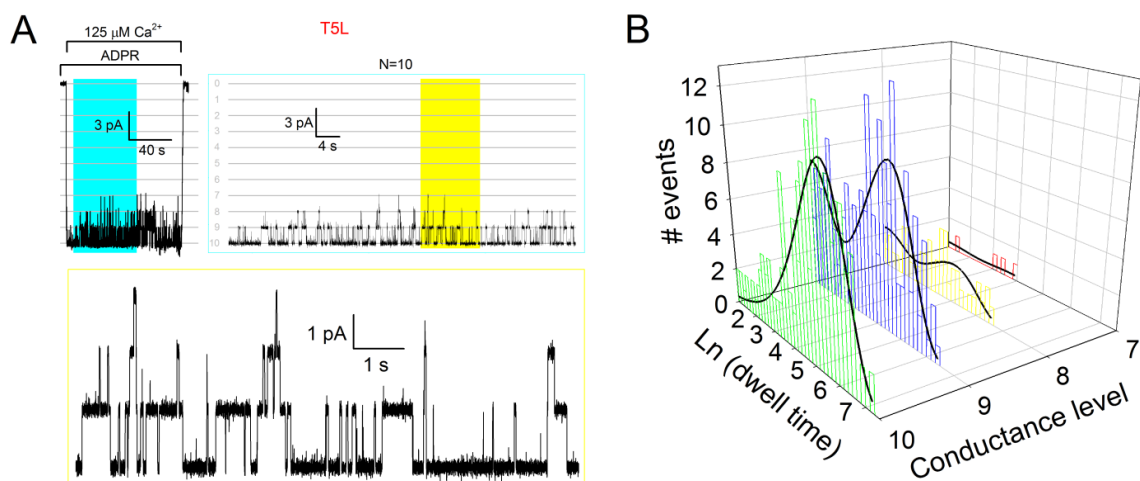 A
125 μM Ca²⁺
ADPR
3 pA
40 s
T5L
N=10
0
1
2
3
4
5
6
7
8
9
10
3 pA
4 s
1 pA
1 s
B
# events
12
10
8
6
4
2
0
Ln (dwell time)
2
3
4
5
6
7
Conductance level
10
9
8
7